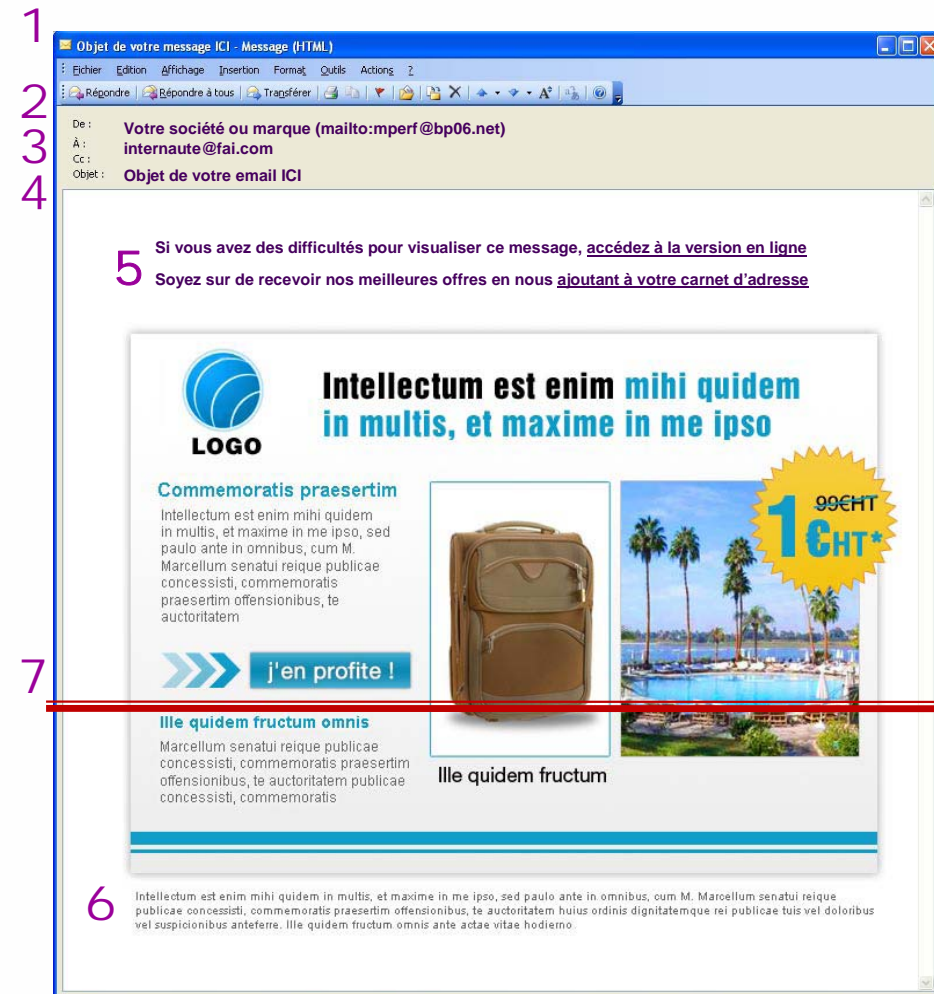 1
Objet de votre message ICI - Message (HTML)
Fichier Edition Affichage Insertion Format Outils Actions ?
2
Répondre Répondre à tous Transférer
De : Votre société ou marque (mailto:mperf@bp06.net)
3
À : internaute@fai.com
Cc :
4
Objet : Objet de votre email ICI
5
Si vous avez des difficultés pour visualiser ce message, accédez à la version en ligne
Soyez sur de recevoir nos meilleures offres en nous ajoutant à votre carnet d'adresse
LOGO
Intellectum est enim mihi quidem
in multis, et maxime in me ipso
99€HT
1€HT*
Commemoratis praesertim
Intellectum est enim mihi quidem
in multis, et maxime in me ipso, sed
paulo ante in omnibus, cum M.
Marcellum senatui reique publicae
concessisti, commemoratis
praesertim offensionibus, te
auctoritatem
j'en profite !
7
Ille quidem fructum omnis
Marcellum senatui reique publicae
concessisti, commemoratis praesertim
offensionibus, te auctoritatem publicae
concessisti, commemoratis
Ille quidem fructum
6
Intellectum est enim mihi quidem in multis, et maxime in me ipso, sed paulo ante in omnibus, cum M. Marcellum senatui reique
publicae concessisti, commemoratis praesertim offensionibus, te auctoritatem huius ordinis dignitatemque rei publicae tuis vel doloribus
vel suspicionibus anteferre. Ille quidem fructum omnis ante actae vitae hodierno